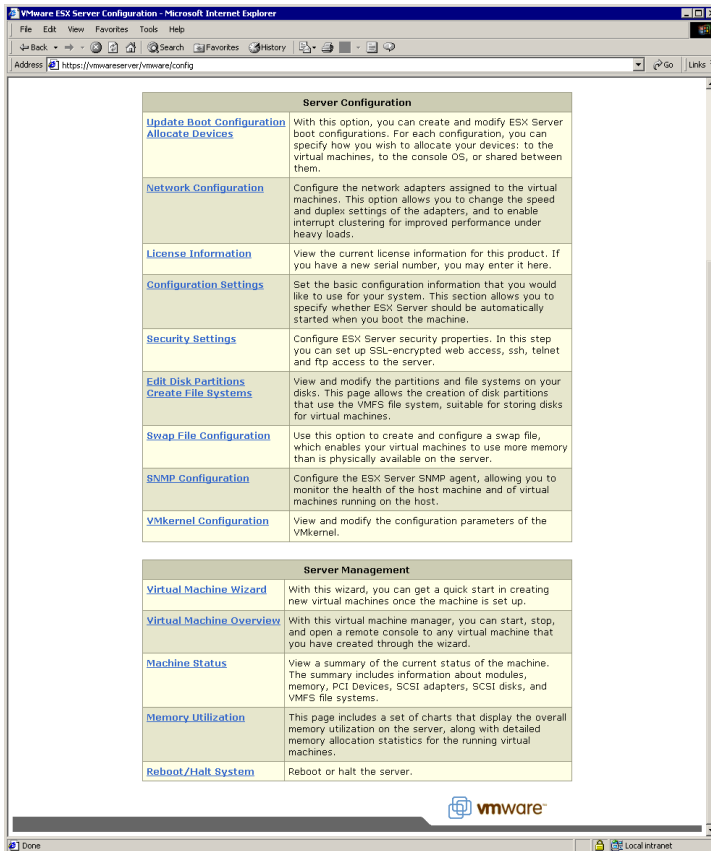 VMware ESX Server Configuration - Microsoft Internet Explorer
File Edit View Favorites Tools Help
Back Search Favorites History
Address https://vmwareserver/vmware/config Go Links
Server Configuration
Update Boot Configuration With this option, you can create and modify ESX Server
Allocate Devices boot configurations. For each configuration, you can
specify how you wish to allocate your devices: to the
virtual machines, to the console OS, or shared between
them.
Network Configuration Configure the network adapters assigned to the virtual
machines. This option allows you to change the speed
and duplex settings of the adapters, and to enable
interrupt clustering for improved performance under
heavy loads.
License Information View the current license information for this product. If
you have a new serial number, you may enter it here.
Configuration Settings Set the basic configuration information that you would
like to use for your system. This section allows you to
specify whether ESX Server should be automatically
started when you boot the machine.
Security Settings Configure ESX Server security properties. In this step
you can set up SSL-encrypted web access, ssh, telnet
and ftp access to the server.
Edit Disk Partitions View and modify the partitions and file systems on your
Create File Systems disks. This page allows the creation of disk partitions
that use the VMFS file system, suitable for storing disks
for virtual machines.
Swap File Configuration Use this option to create and configure a swap file,
which enables your virtual machines to use more memory
than is physically available on the server.
SNMP Configuration Configure the ESX Server SNMP agent, allowing you to
monitor the health of the host machine and of virtual
machines running on the host.
VMkernel Configuration View and modify the configuration parameters of the
VMkernel.
Server Management
Virtual Machine Wizard With this wizard, you can get a quick start in creating
new virtual machines once the machine is set up.
Virtual Machine Overview With this virtual machine manager, you can start, stop,
and open a remote console to any virtual machine that
you have created through the wizard.
Machine Status View a summary of the current status of the machine.
The summary includes information about modules,
memory, PCI Devices, SCSI adapters, SCSI disks, and
VMFS file systems.
Memory Utilization This page includes a set of charts that display the overall
memory utilization on the server, along with detailed
memory allocation statistics for the running virtual
machines.
Reboot/Halt System Reboot or halt the server.
vmware™
Done Local intranet